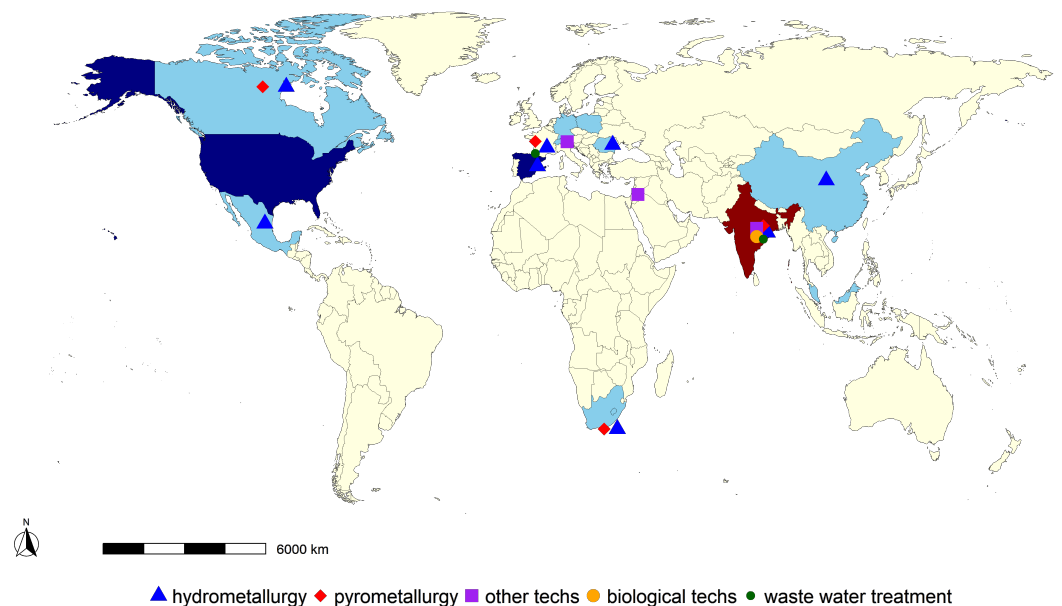 N
6000 km
hydrometallurgy pyrometallurgy other techs biological techs waste water treatment